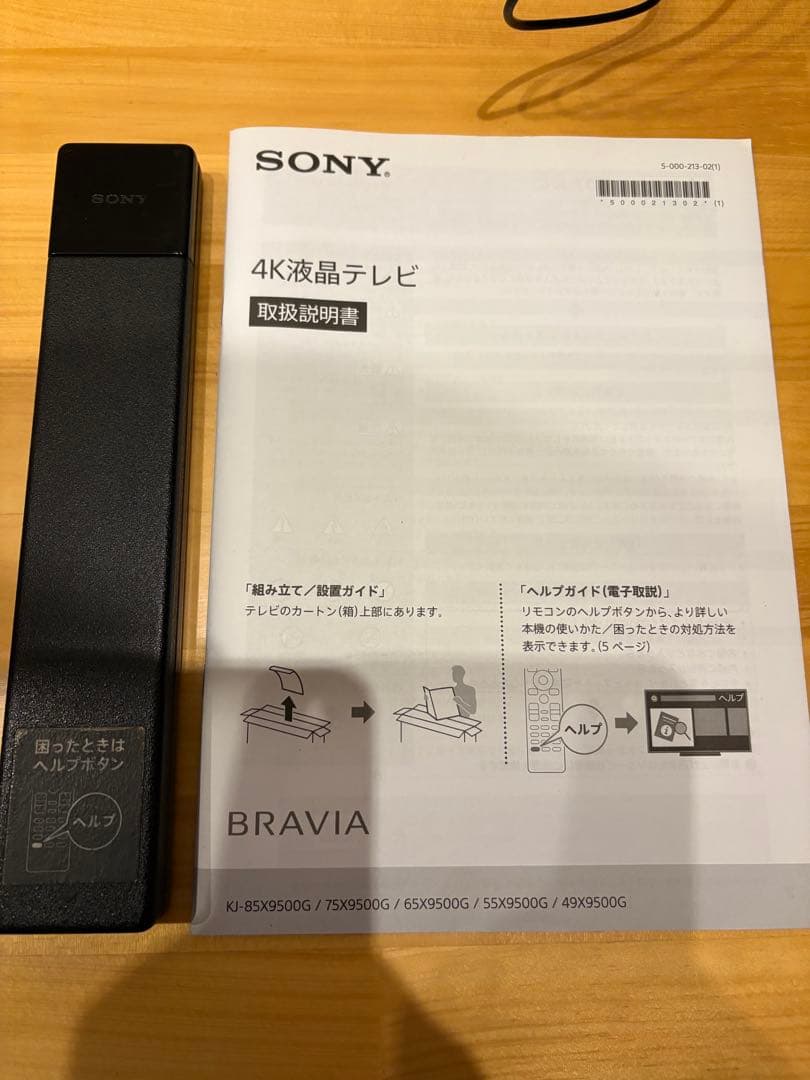 SONY
SONY®
5-000-213-02(1)
*500021302*(1)
4K液晶テレビ
取扱説明書
「組み立て／設置ガイド」
テレビのカートン(箱)上部にあります。
「ヘルプガイド(電子取説)」
リモコンのヘルプボタンから、より詳しい
本機の使いかた／困ったときの対処方法を
表示できます。(5 ページ)
ヘルプ
ヘルプ
困ったときは
ヘルプボタン
ヘルプ
BRAVIA
KJ-85X9500G / 75X9500G / 65X9500G / 55X9500G / 49X9500G